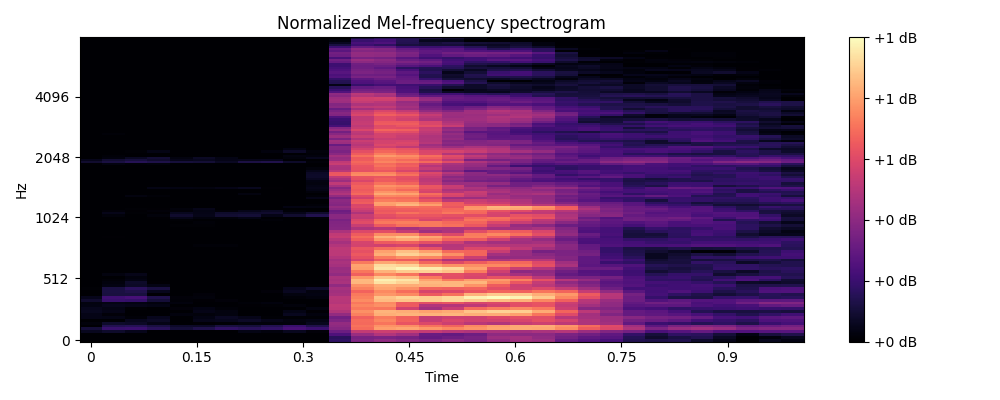 Normalized Mel-frequency spectrogram
Hz
4096
2048
1024
512
0
0 0.15 0.3 0.45 0.6 0.75 0.9
Time
+1 dB
+1 dB
+1 dB
+0 dB
+0 dB
+0 dB